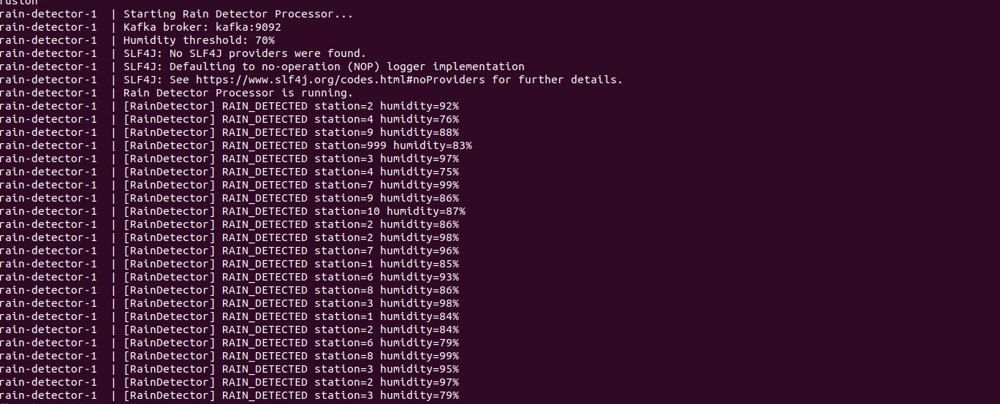 fusion
rain-detector-1 | Starting Rain Detector Processor...
rain-detector-1 | Kafka broker: kafka:9092
rain-detector-1 | Humidity threshold: 70%
rain-detector-1 | SLF4J: No SLF4J providers were found.
rain-detector-1 | SLF4J: Defaulting to no-operation (NOP) logger implementation
rain-detector-1 | SLF4J: See https://www.slf4j.org/codes.html#noProviders for further details.
rain-detector-1 | Rain Detector Processor is running.
rain-detector-1 | [RainDetector] RAIN_DETECTED station=2 humidity=92%
rain-detector-1 | [RainDetector] RAIN_DETECTED station=4 humidity=76%
rain-detector-1 | [RainDetector] RAIN_DETECTED station=9 humidity=88%
rain-detector-1 | [RainDetector] RAIN_DETECTED station=999 humidity=83%
rain-detector-1 | [RainDetector] RAIN_DETECTED station=3 humidity=97%
rain-detector-1 | [RainDetector] RAIN_DETECTED station=4 humidity=75%
rain-detector-1 | [RainDetector] RAIN_DETECTED station=7 humidity=99%
rain-detector-1 | [RainDetector] RAIN_DETECTED station=9 humidity=86%
rain-detector-1 | [RainDetector] RAIN_DETECTED station=10 humidity=87%
rain-detector-1 | [RainDetector] RAIN_DETECTED station=2 humidity=86%
rain-detector-1 | [RainDetector] RAIN_DETECTED station=2 humidity=98%
rain-detector-1 | [RainDetector] RAIN_DETECTED station=7 humidity=96%
rain-detector-1 | [RainDetector] RAIN_DETECTED station=1 humidity=85%
rain-detector-1 | [RainDetector] RAIN_DETECTED station=6 humidity=93%
rain-detector-1 | [RainDetector] RAIN_DETECTED station=8 humidity=86%
rain-detector-1 | [RainDetector] RAIN_DETECTED station=3 humidity=98%
rain-detector-1 | [RainDetector] RAIN_DETECTED station=1 humidity=84%
rain-detector-1 | [RainDetector] RAIN_DETECTED station=2 humidity=84%
rain-detector-1 | [RainDetector] RAIN_DETECTED station=6 humidity=79%
rain-detector-1 | [RainDetector] RAIN_DETECTED station=8 humidity=99%
rain-detector-1 | [RainDetector] RAIN_DETECTED station=3 humidity=95%
rain-detector-1 | [RainDetector] RAIN_DETECTED station=2 humidity=97%
rain-detector-1 | [RainDetector] RAIN_DETECTED station=3 humidity=79%